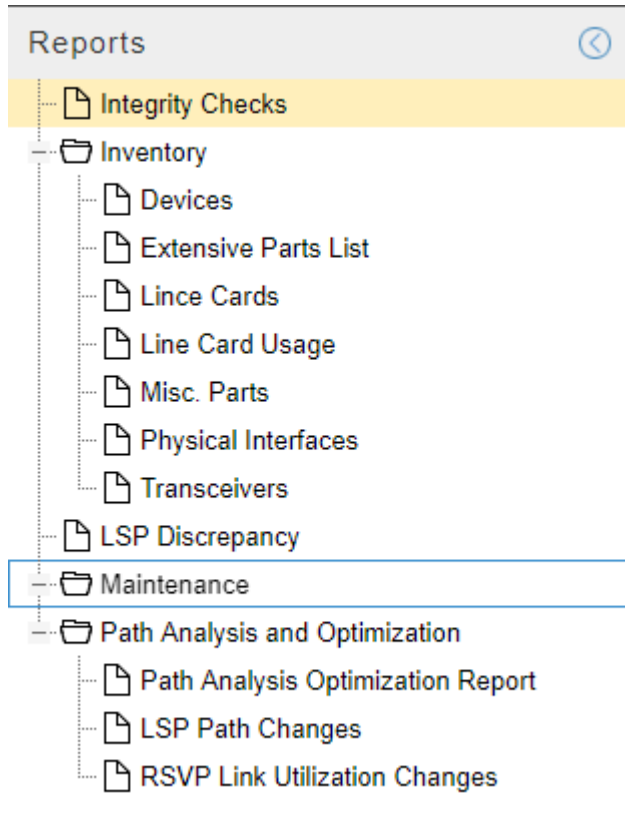 Reports
Integrity Checks
Inventory
Devices
Extensive Parts List
Lince Cards
Line Card Usage
Misc. Parts
Physical Interfaces
Transceivers
LSP Discrepancy
Maintenance
Path Analysis and Optimization
Path Analysis Optimization Report
LSP Path Changes
RSVP Link Utilization Changes